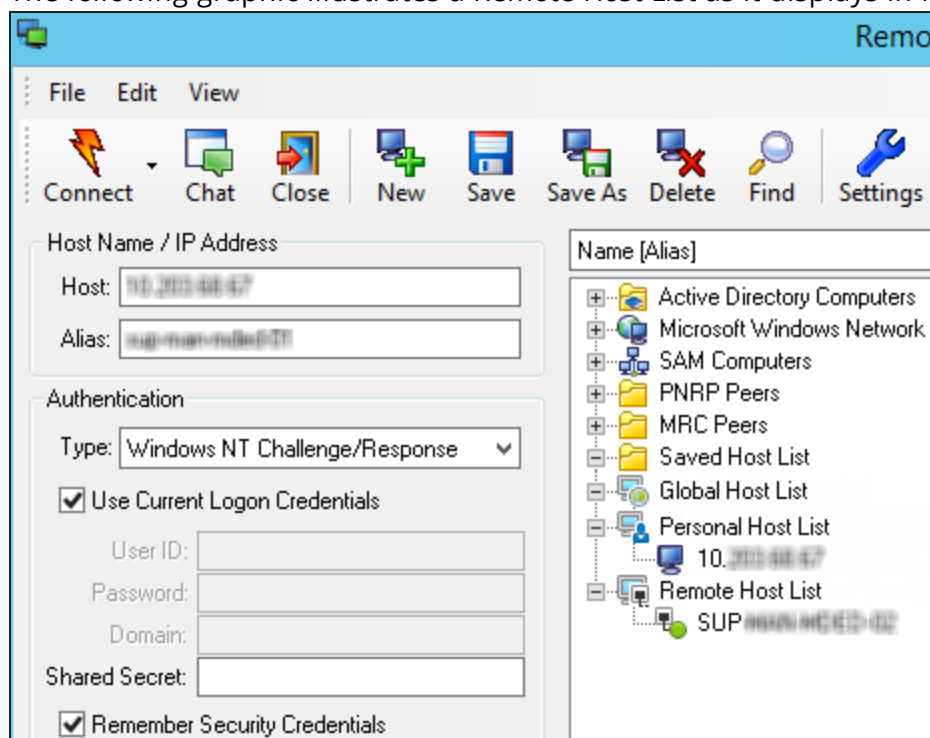 Remo
File Edit View
Connect Chat Close New Save Save As Delete Find Settings
Host Name / IP Address
Host:
Alias:
Authentication
Type: Windows NT Challenge/Response
Use Current Logon Credentials
User ID:
Password:
Domain:
Shared Secret:
Remember Security Credentials
Name [Alias]
Active Directory Computers
Microsoft Windows Network
SAM Computers
PNRP Peers
MRC Peers
Saved Host List
Global Host List
Personal Host List
10.
Remote Host List
SUP